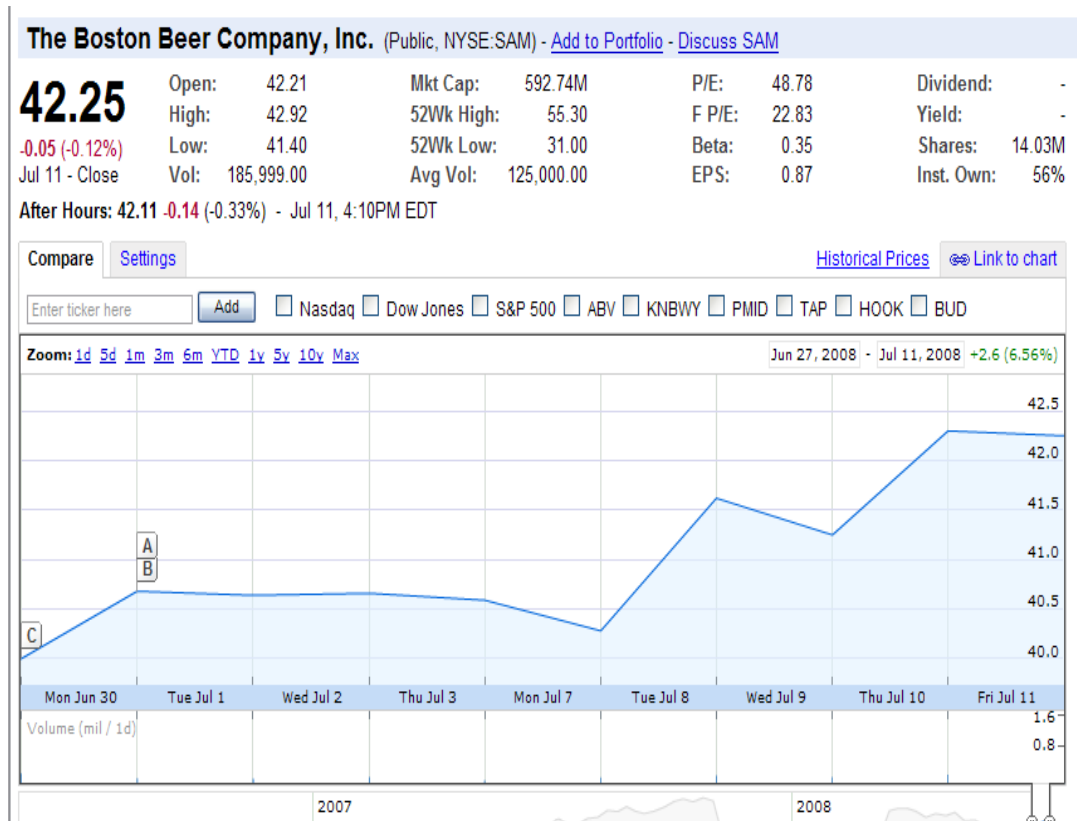 The Boston Beer Company, Inc. (Public, NYSE:SAM) - Add to Portfolio - Discuss SAM
42.25
-0.05 (-0.12%)
Jul 11 - Close
Open: 42.21 Mkt Cap: 592.74M P/E: 48.78 Dividend: -
High: 42.92 52Wk High: 55.30 F P/E: 22.83 Yield: -
Low: 41.40 52Wk Low: 31.00 Beta: 0.35 Shares: 14.03M
Vol: 185,999.00 Avg Vol: 125,000.00 EPS: 0.87 Inst. Own: 56%
After Hours: 42.11 -0.14 (-0.33%) - Jul 11, 4:10PM EDT
Compare Settings Historical Prices Link to chart
Enter ticker here Add Nasdaq Dow Jones S&P 500 ABV KNBWY PMID TAP HOOK BUD
Zoom: 1d 5d 1m 3m 6m YTD 1y 5y 10y Max Jun 27, 2008 - Jul 11, 2008 +2.6 (6.56%)
42.5
42.0
41.5
A
41.0
B
40.5
C
40.0
Mon Jun 30 Tue Jul 1 Wed Jul 2 Thu Jul 3 Mon Jul 7 Tue Jul 8 Wed Jul 9 Thu Jul 10 Fri Jul 11
Volume (mil / 1d) 1.6
0.8
2007 2008